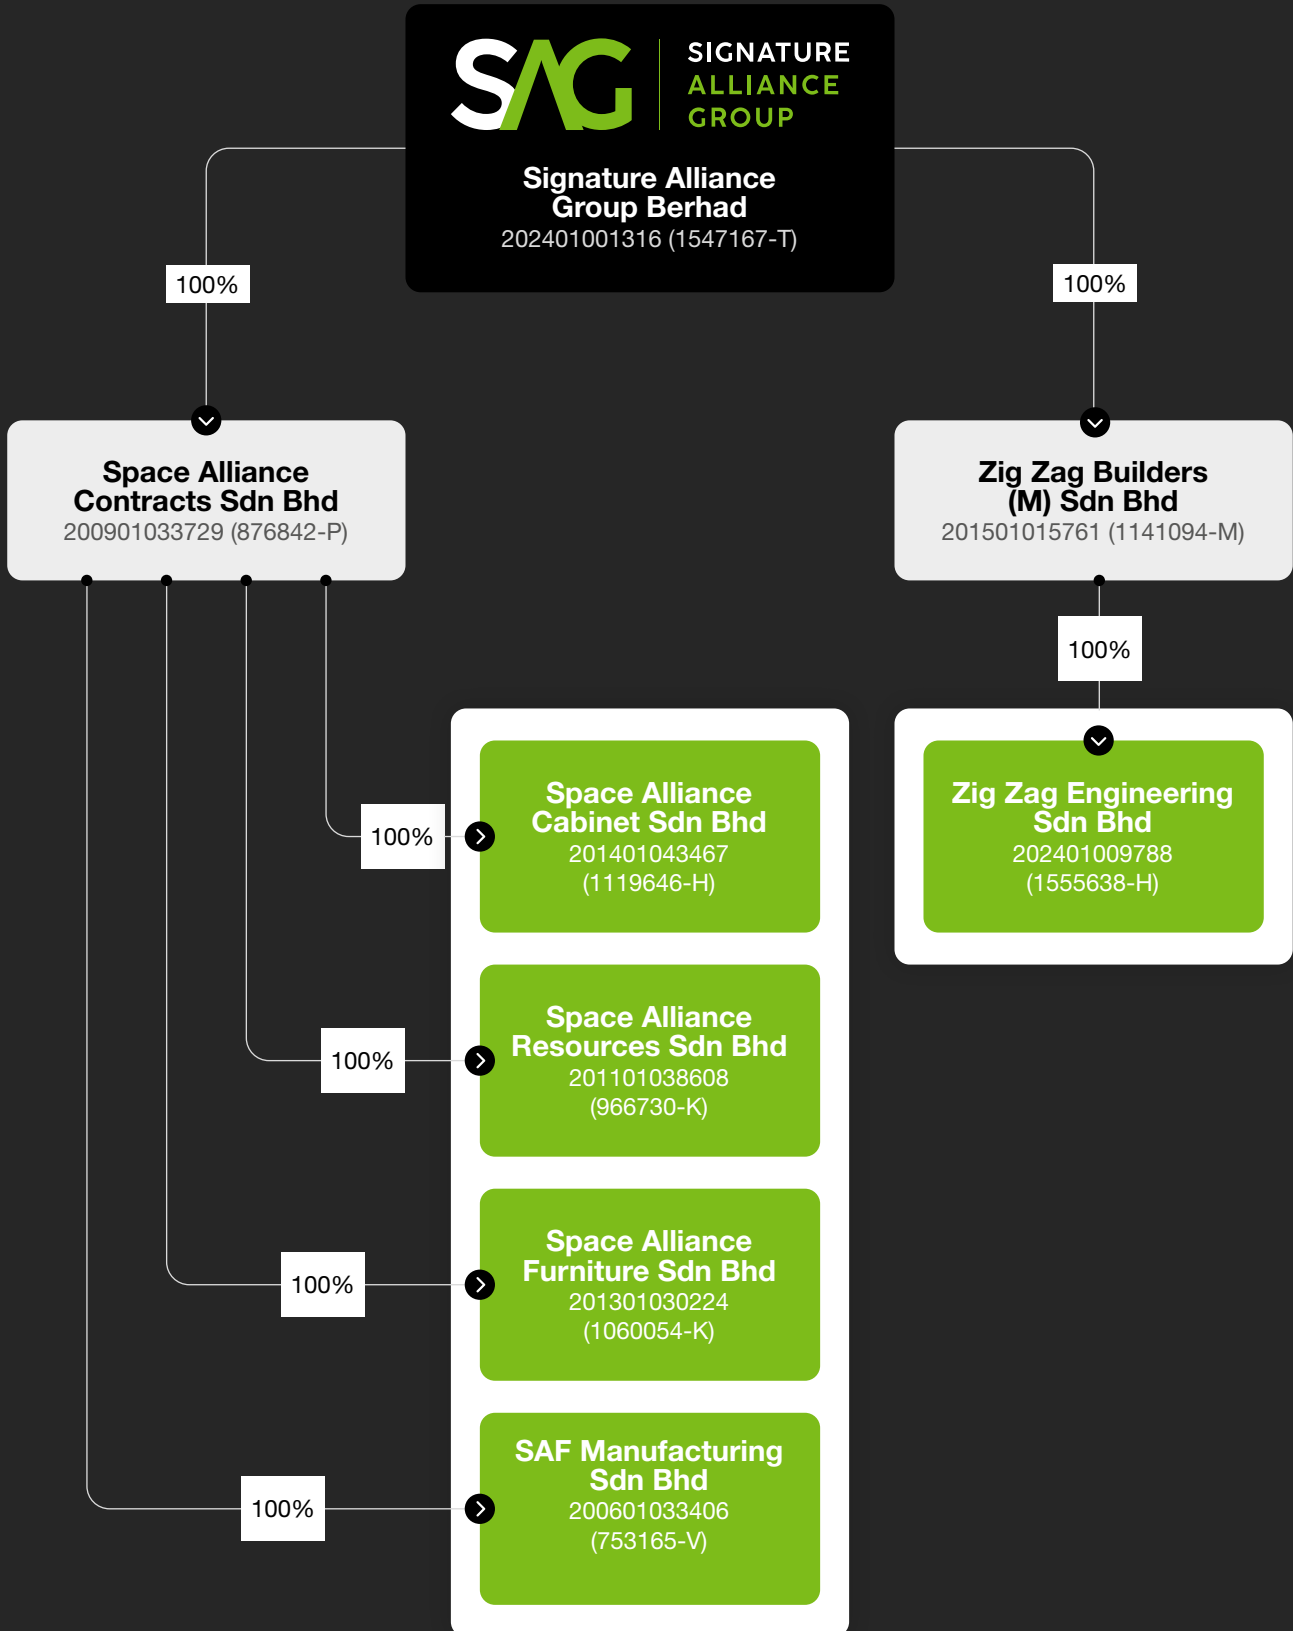 SAG
SIGNATURE
ALLIANCE
GROUP
Signature Alliance
Group Berhad
202401001316 (1547167-T)
100%
100%
Space Alliance
Contracts Sdn Bhd
200901033729 (876842-P)
Zig Zag Builders
(M) Sdn Bhd
201501015761 (1141094-M)
100%
Zig Zag Engineering
Sdn Bhd
202401009788
(1555638-H)
100%
Space Alliance
Cabinet Sdn Bhd
201401043467
(1119646-H)
100%
Space Alliance
Resources Sdn Bhd
201101038608
(966730-K)
100%
Space Alliance
Furniture Sdn Bhd
201301030224
(1060054-K)
100%
SAF Manufacturing
Sdn Bhd
200601033406
(753165-V)